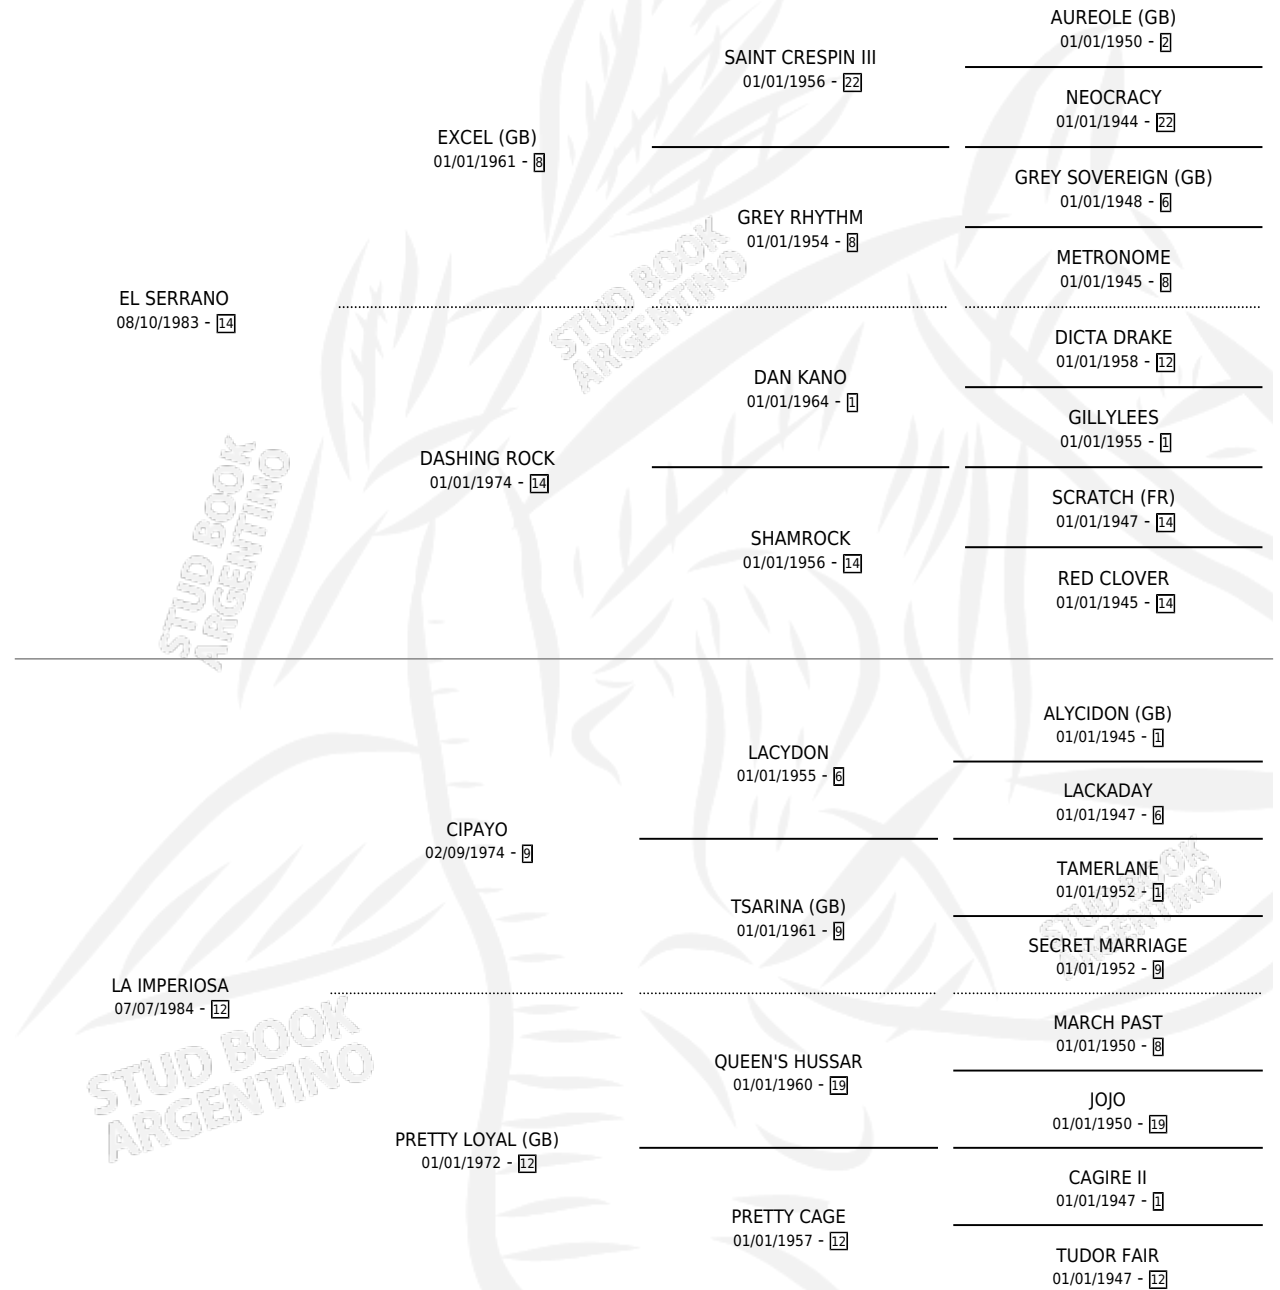 AUREOLE (GB)
01/01/1950 - 2
SAINT CRESPIN III
01/01/1956 - 22
NEOCRACY
01/01/1944 - 22
EXCEL (GB)
01/01/1961 - 8
GREY SOVEREIGN (GB)
01/01/1948 - 6
GREY RHYTHM
01/01/1954 - 8
METRONOME
01/01/1945 - 8
EL SERRANO
08/10/1983 - 14
DICTA DRAKE
01/01/1958 - 12
DAN KANO
01/01/1964 - 1
GILLYLEES
01/01/1955 - 1
DASHING ROCK
01/01/1974 - 14
SCRATCH (FR)
01/01/1947 - 14
SHAMROCK
01/01/1956 - 14
RED CLOVER
01/01/1945 - 14
ALYCIDON (GB)
01/01/1945 - 1
LACYDON
01/01/1955 - 6
LACKADAY
01/01/1947 - 6
CIPAYO
02/09/1974 - 9
TAMERLANE
01/01/1952 - 1
TSARINA (GB)
01/01/1961 - 9
SECRET MARRIAGE
01/01/1952 - 9
LA IMPERIOSA
07/07/1984 - 12
MARCH PAST
01/01/1950 - 8
QUEEN'S HUSSAR
01/01/1960 - 19
JOJO
01/01/1950 - 19
PRETTY LOYAL (GB)
01/01/1972 - 12
CAGIRE II
01/01/1947 - 1
PRETTY CAGE
01/01/1957 - 12
TUDOR FAIR
01/01/1947 - 12
STUD BOOK
ARGENTINO
STUD BOOK
ARGENTINO
STUD BOOK
ARGENTINO
STUD BOOK
ARGENTINO